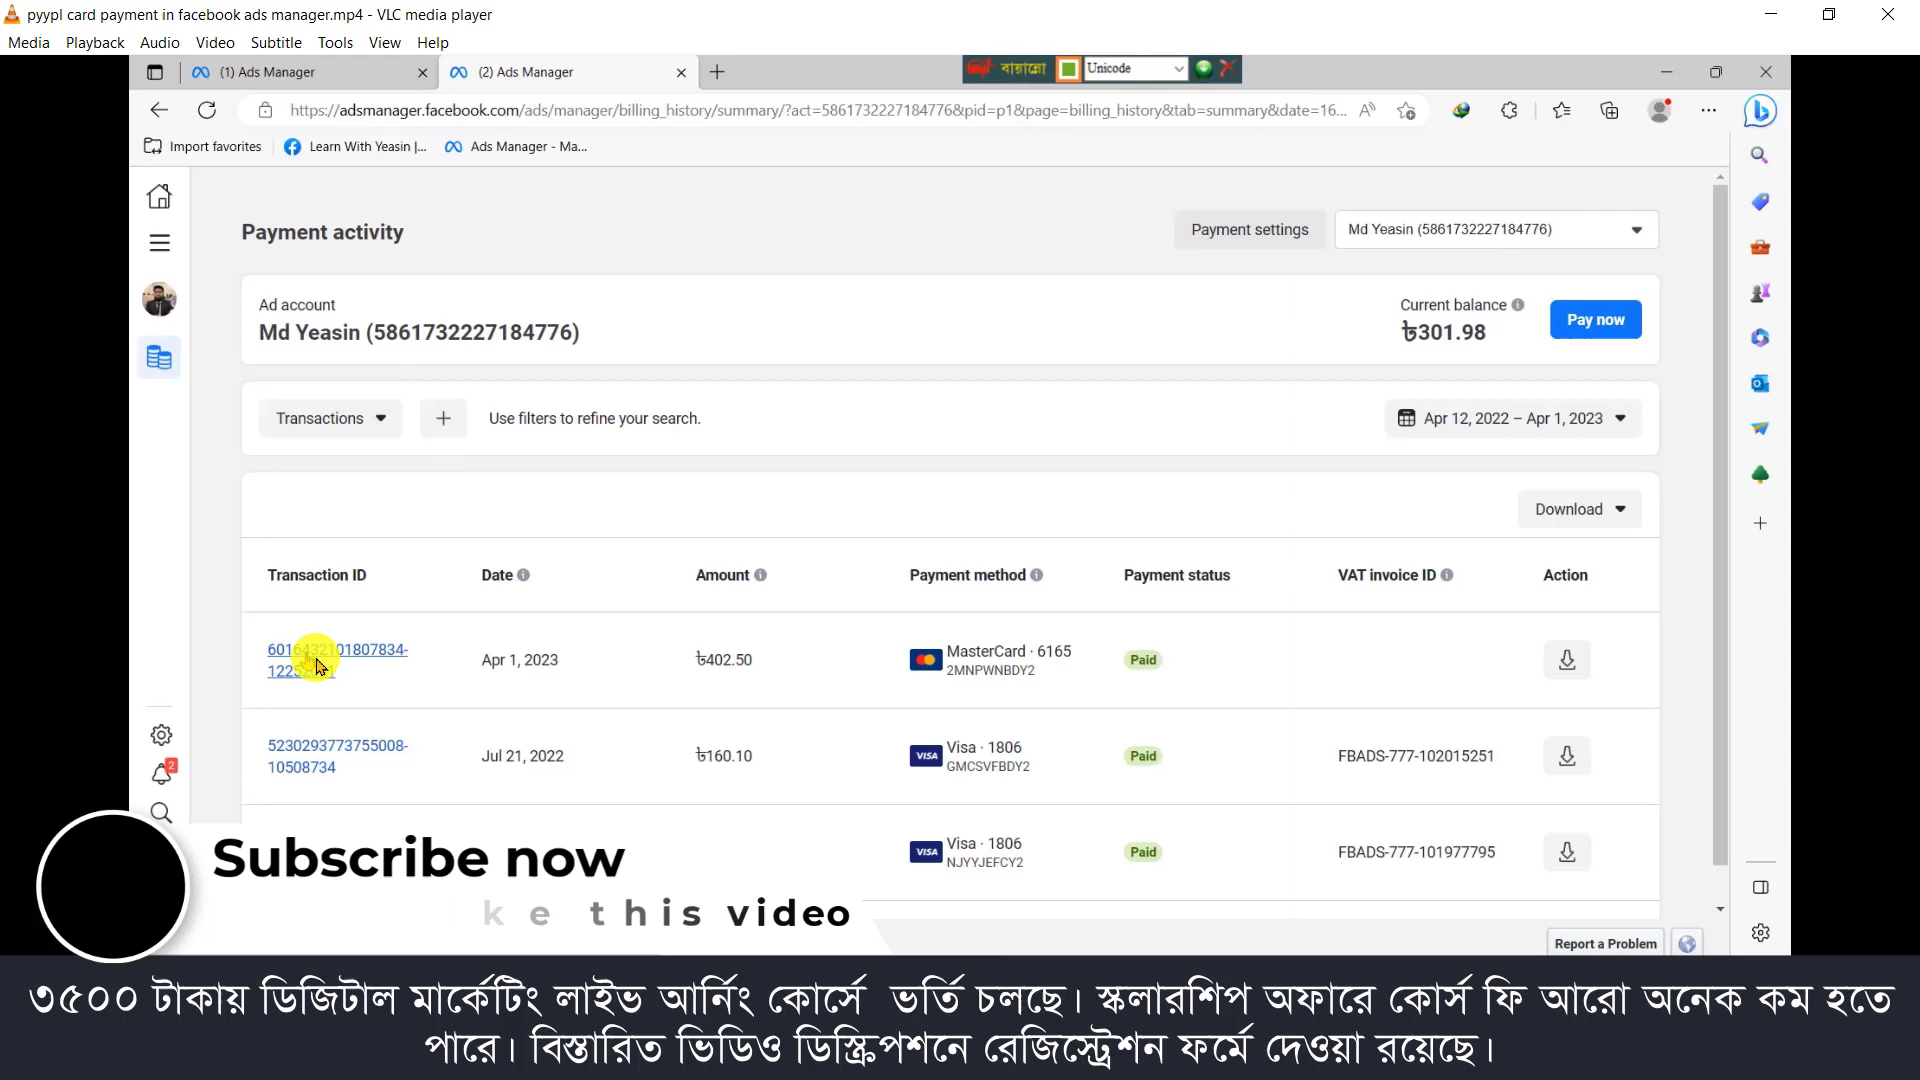 pyypl card payment in facebook ads manager.mp4 - VLC media player
Media Playback Audio Video Subtitle Tools View Help
(1) Ads Manager (2) Ads Manager বায়ান্নো Unicode
https://adsmanager.facebook.com/ads/manager/billing_history/summary/?act=5861732227184776&pid=p1&page=billing_history&tab=summary&date=16...
Import favorites Learn With Yeasin |... Ads Manager - Ma...
Payment activity Payment settings Md Yeasin (5861732227184776)
Ad account Current balance
Md Yeasin (5861732227184776) ৳301.98 Pay now
Transactions Use filters to refine your search. Apr 12, 2022 – Apr 1, 2023
Download
Transaction ID Date Amount Payment method Payment status VAT invoice ID Action
6016432101807834-
Apr 1, 2023 ৳402.50 MasterCard · 6165 Paid
2MNPWNBDY2
5230293773755008-
10508734 Jul 21, 2022 ৳160.10 Visa · 1806 Paid FBADS-777-102015251
GMCSVFBDY2
2
Visa · 1806 Paid FBADS-777-101977795
NJYYJEFCY2
Subscribe now
ke this video
Report a Problem
৩৫০০ টাকায় ডিজিটাল মার্কেটিং লাইভ আর্নিং কোর্সে ভর্তি চলছে। স্কলারশিপ অফারে কোর্স ফি আরো অনেক কম হতে
পারে। বিস্তারিত ভিডিও ডিস্ক্রিপশনে রেজিস্ট্রেশন ফর্মে দেওয়া রয়েছে।